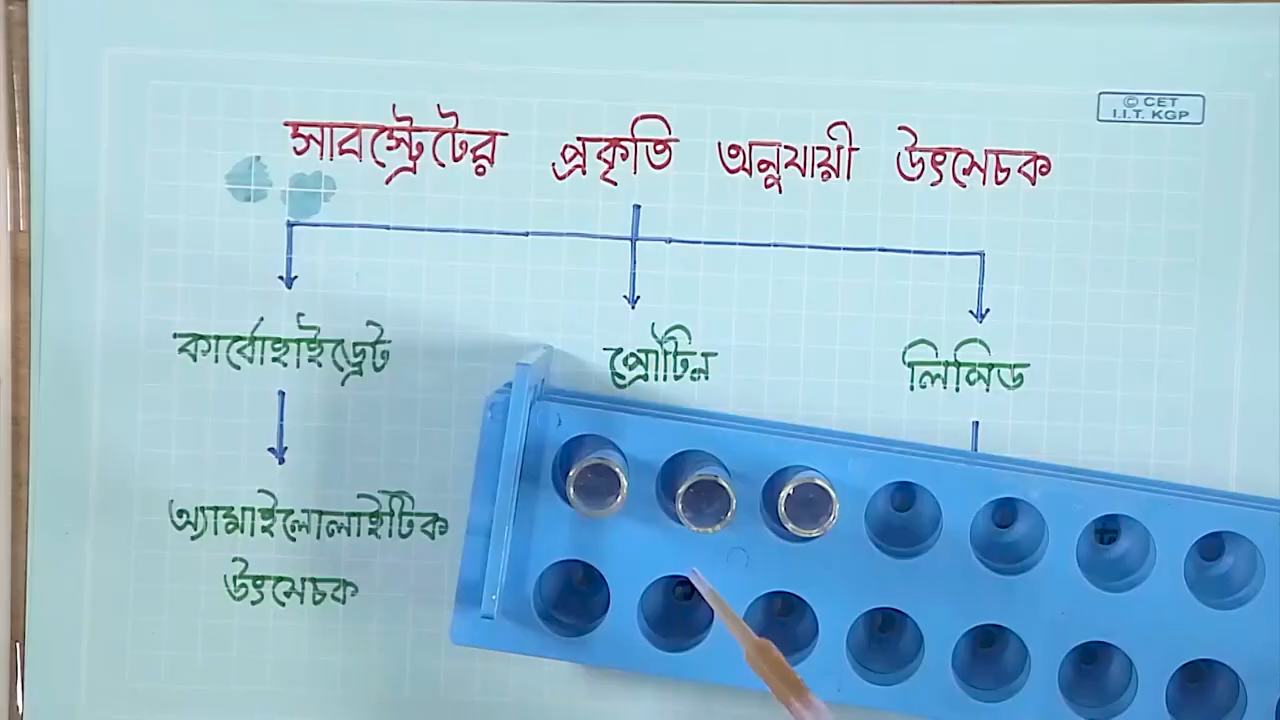 © CET
I.I.T. KGP
সাবস্ট্রেটের প্রকৃতি অনুযায়ী উৎসেচক
কার্বোহাইড্রেট
প্রোটিন
লিপিড
অ্যামাইলোলাইটিক
উৎসেচক